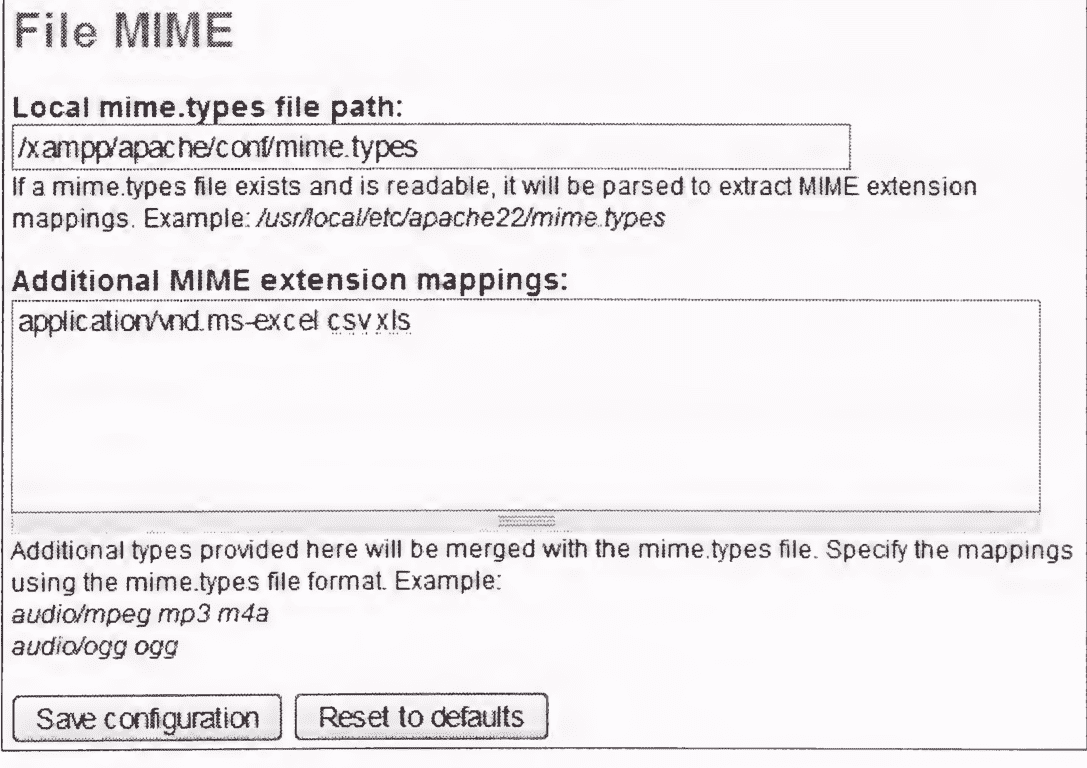 File MIME
Local mime.types file path:
/xampp/apache/conf/mime.types
If a mime.types file exists and is readable, it will be parsed to extract MIME extension
mappings. Example: /usr/local/etc/apache22/mime.types
Additional MIME extension mappings:
application/vnd.ms-excel csv xls
Additional types provided here will be merged with the mime.types file. Specify the mappings
using the mime.types file format. Example:
audio/mpeg mp3 m4a
audio/ogg ogg
Save configuration Reset to defaults